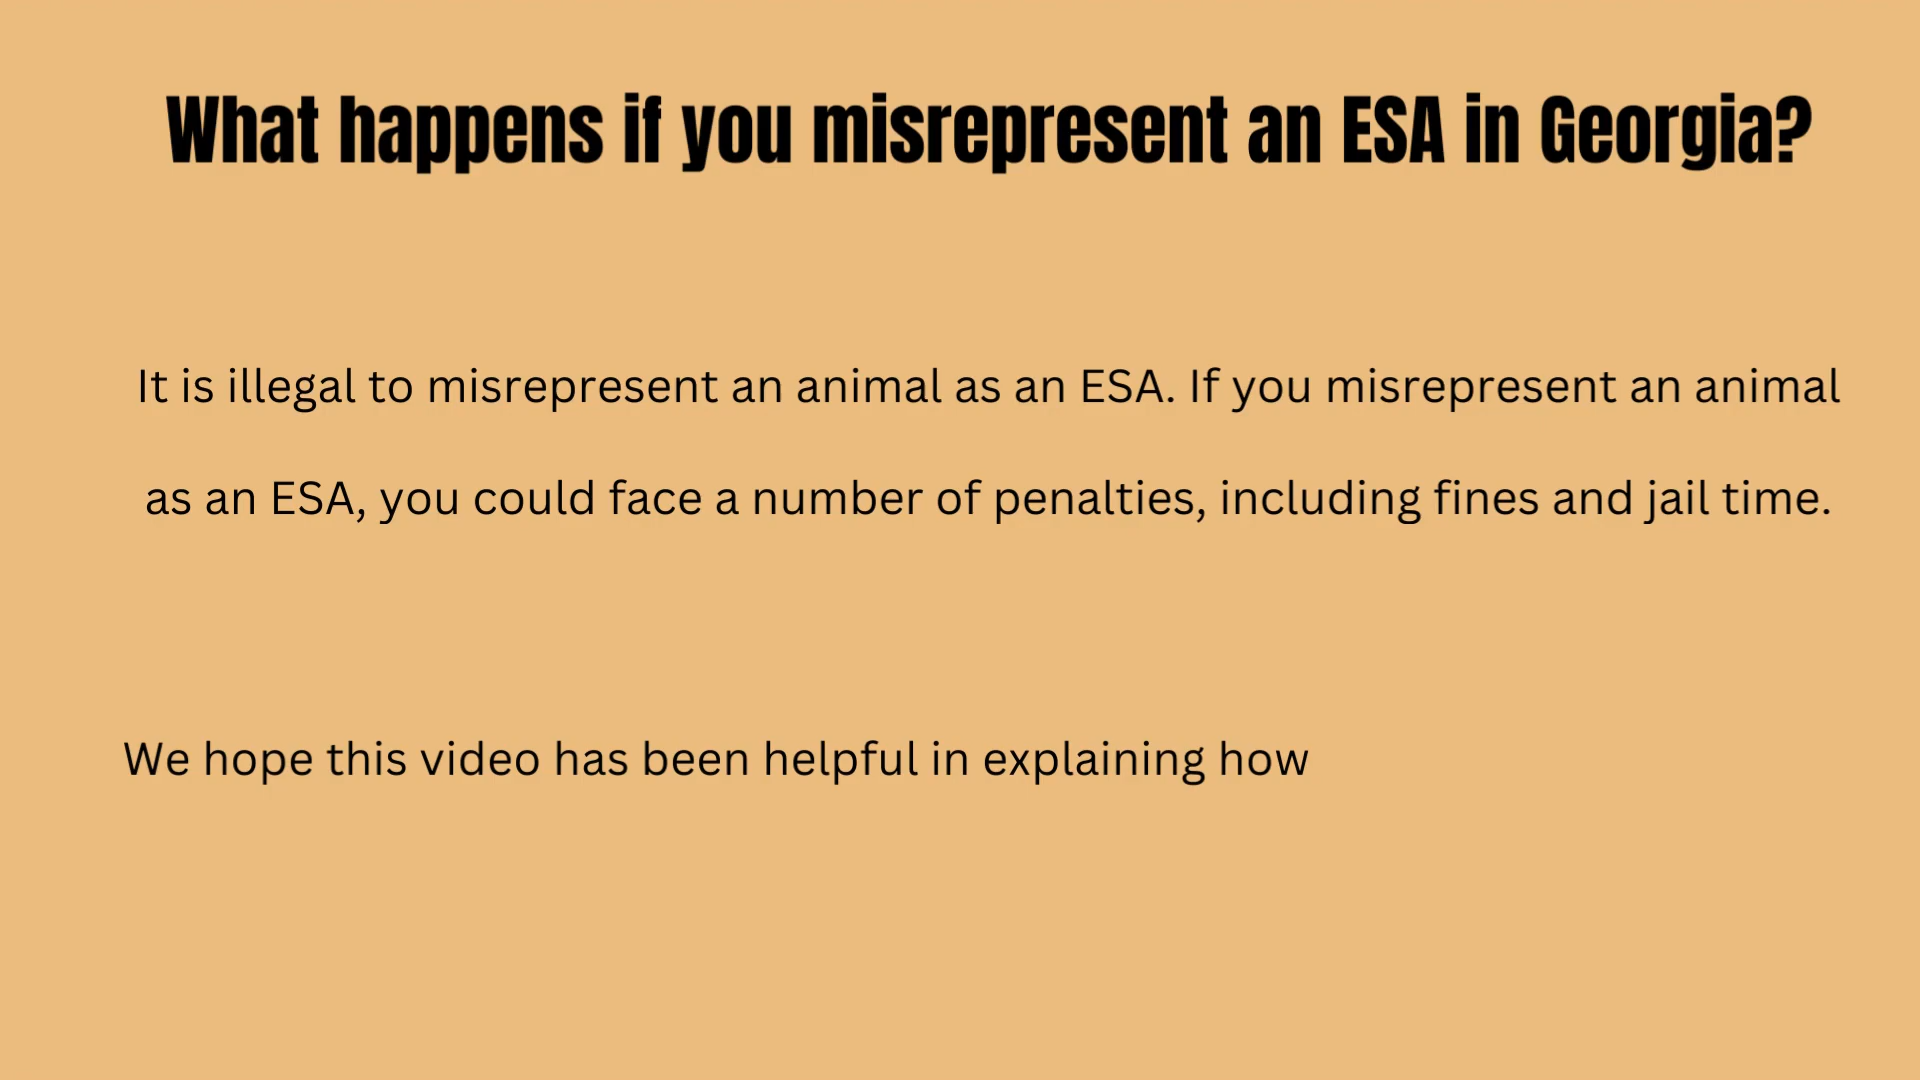 What happens if you misrepresent an ESA in Georgia?
It is illegal to misrepresent an animal as an ESA. If you misrepresent an animal
as an ESA, you could face a number of penalties, including fines and jail time.
We hope this video has been helpful in explaining how